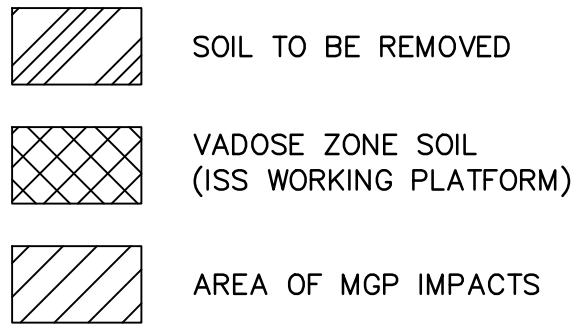 SOIL TO BE REMOVED
VADOSE ZONE SOIL
(ISS WORKING PLATFORM)
AREA OF MGP IMPACTS